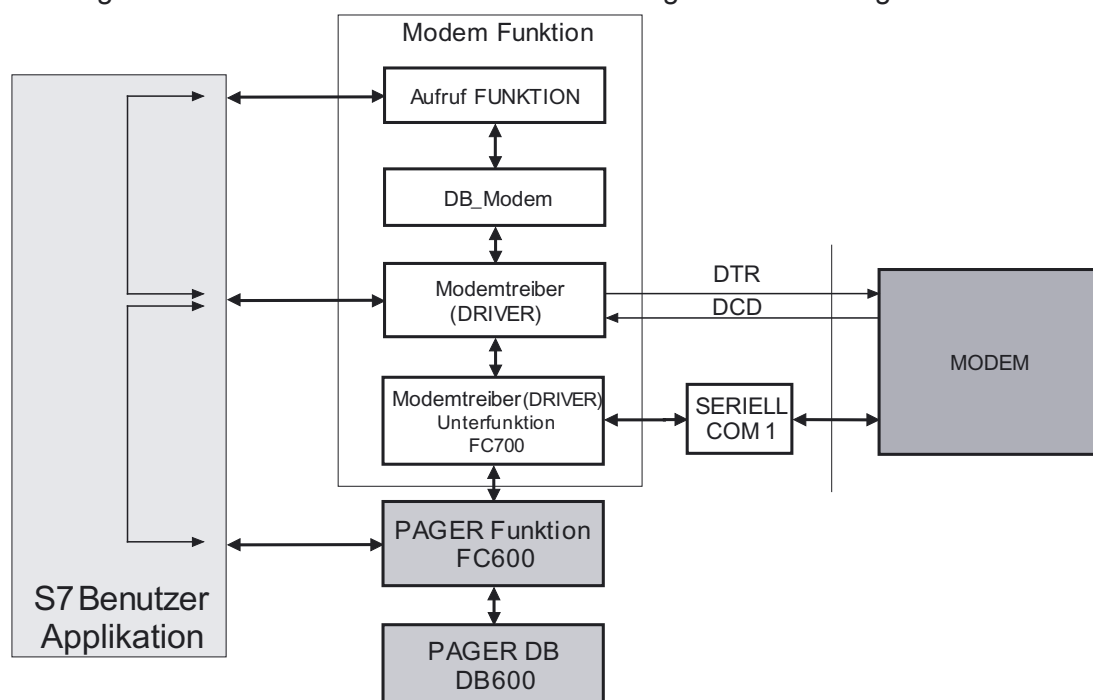 Modem Funktion
Aufruf FUNKTION
DB_Modem
Modemtreiber
(DRIVER)
DTR
DCD
MODEM
Modemtreiber(DRIVER)
Unterfunktion
FC700
SERIELL
COM 1
PAGER Funktion
FC600
S7 Benutzer
Applikation
PAGER DB
DB600